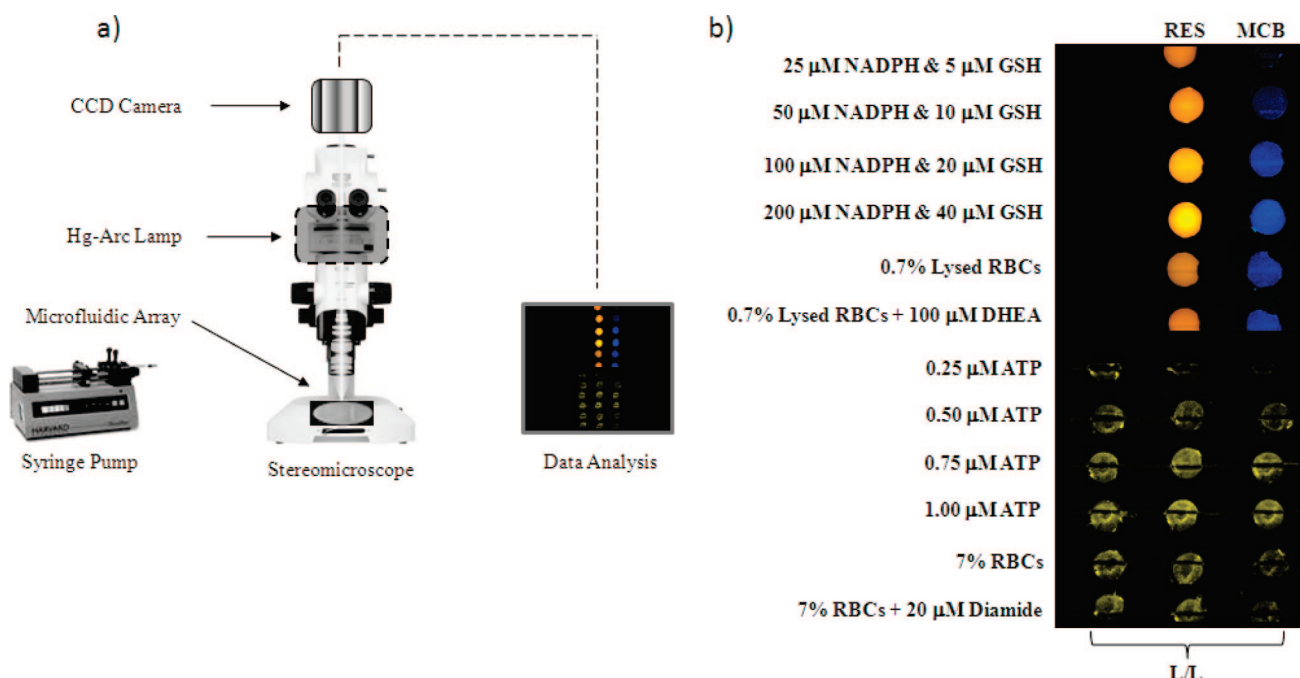 a)
CCD Camera
Hg-Arc Lamp
Microfluidic Array
HARVARD
Syringe Pump
Stereomicroscope
Data Analysis
b)
RES MCB
25 µM NADPH & 5 µM GSH
50 µM NADPH & 10 µM GSH
100 µM NADPH & 20 µM GSH
200 µM NADPH & 40 µM GSH
0.7% Lysed RBCs
0.7% Lysed RBCs + 100 µM DHEA
0.25 µM ATP
0.50 µM ATP
0.75 µM ATP
1.00 µM ATP
7% RBCs
7% RBCs + 20 µM Diamide
L/L